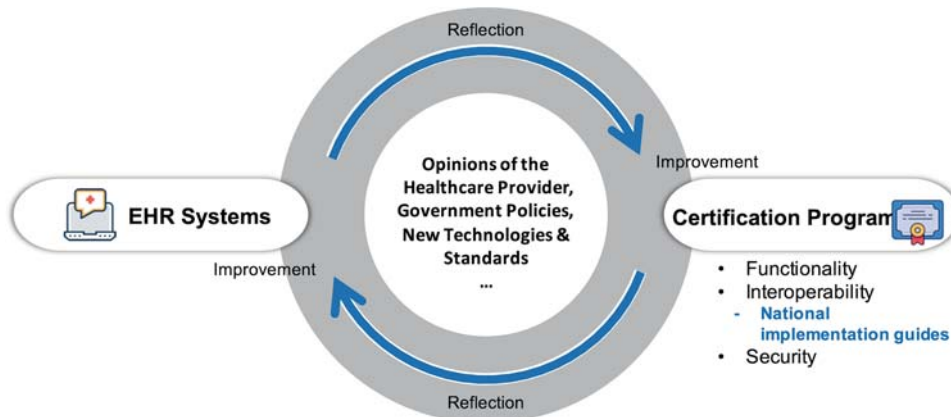 Reflection
Opinions of the
Healthcare Provider,
Government Policies,
New Technologies &
Standards
...
EHR Systems
Improvement
Improvement
Certification Program
• Functionality
• Interoperability
- National
implementation guides
• Security
Reflection